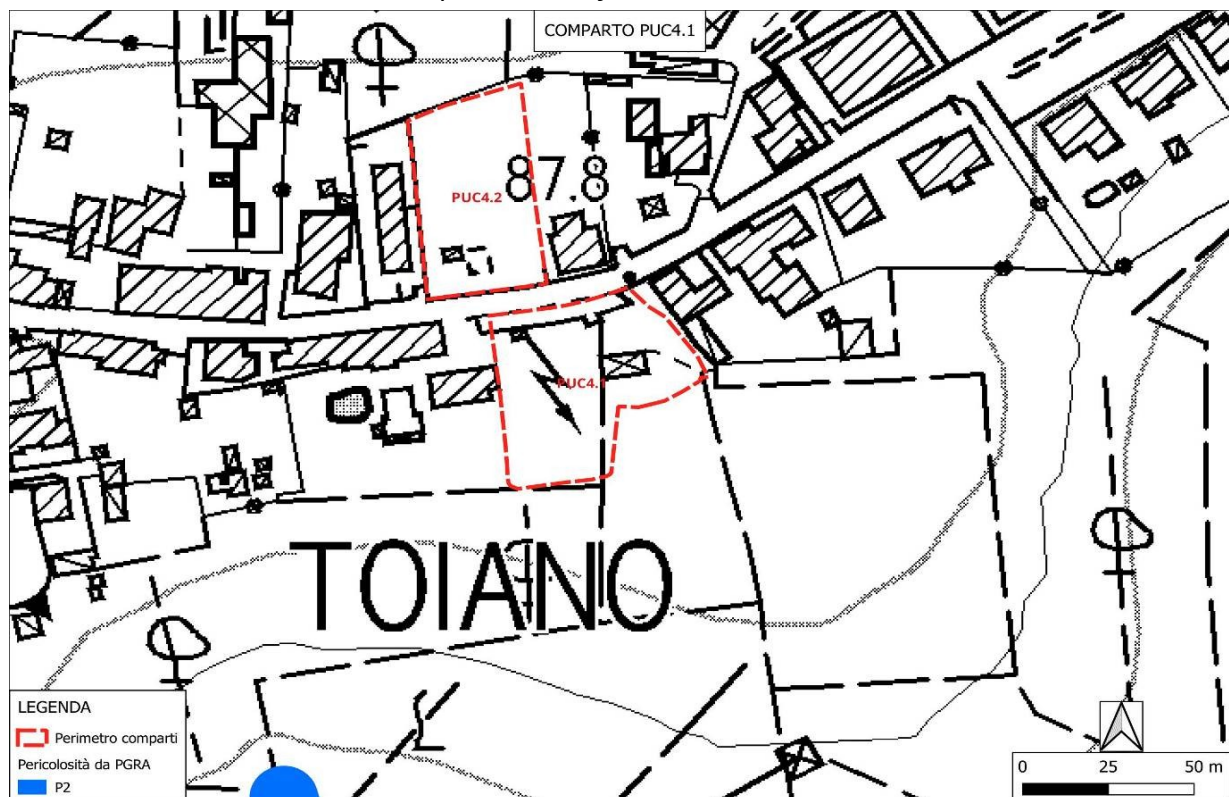 COMPARTO PUC4.1
PUC4.2
87.8
PUC4.1
TOIANO
LEGENDA
Perimetro comparti
Pericolosità da PGRA
P2
0 25 50 m